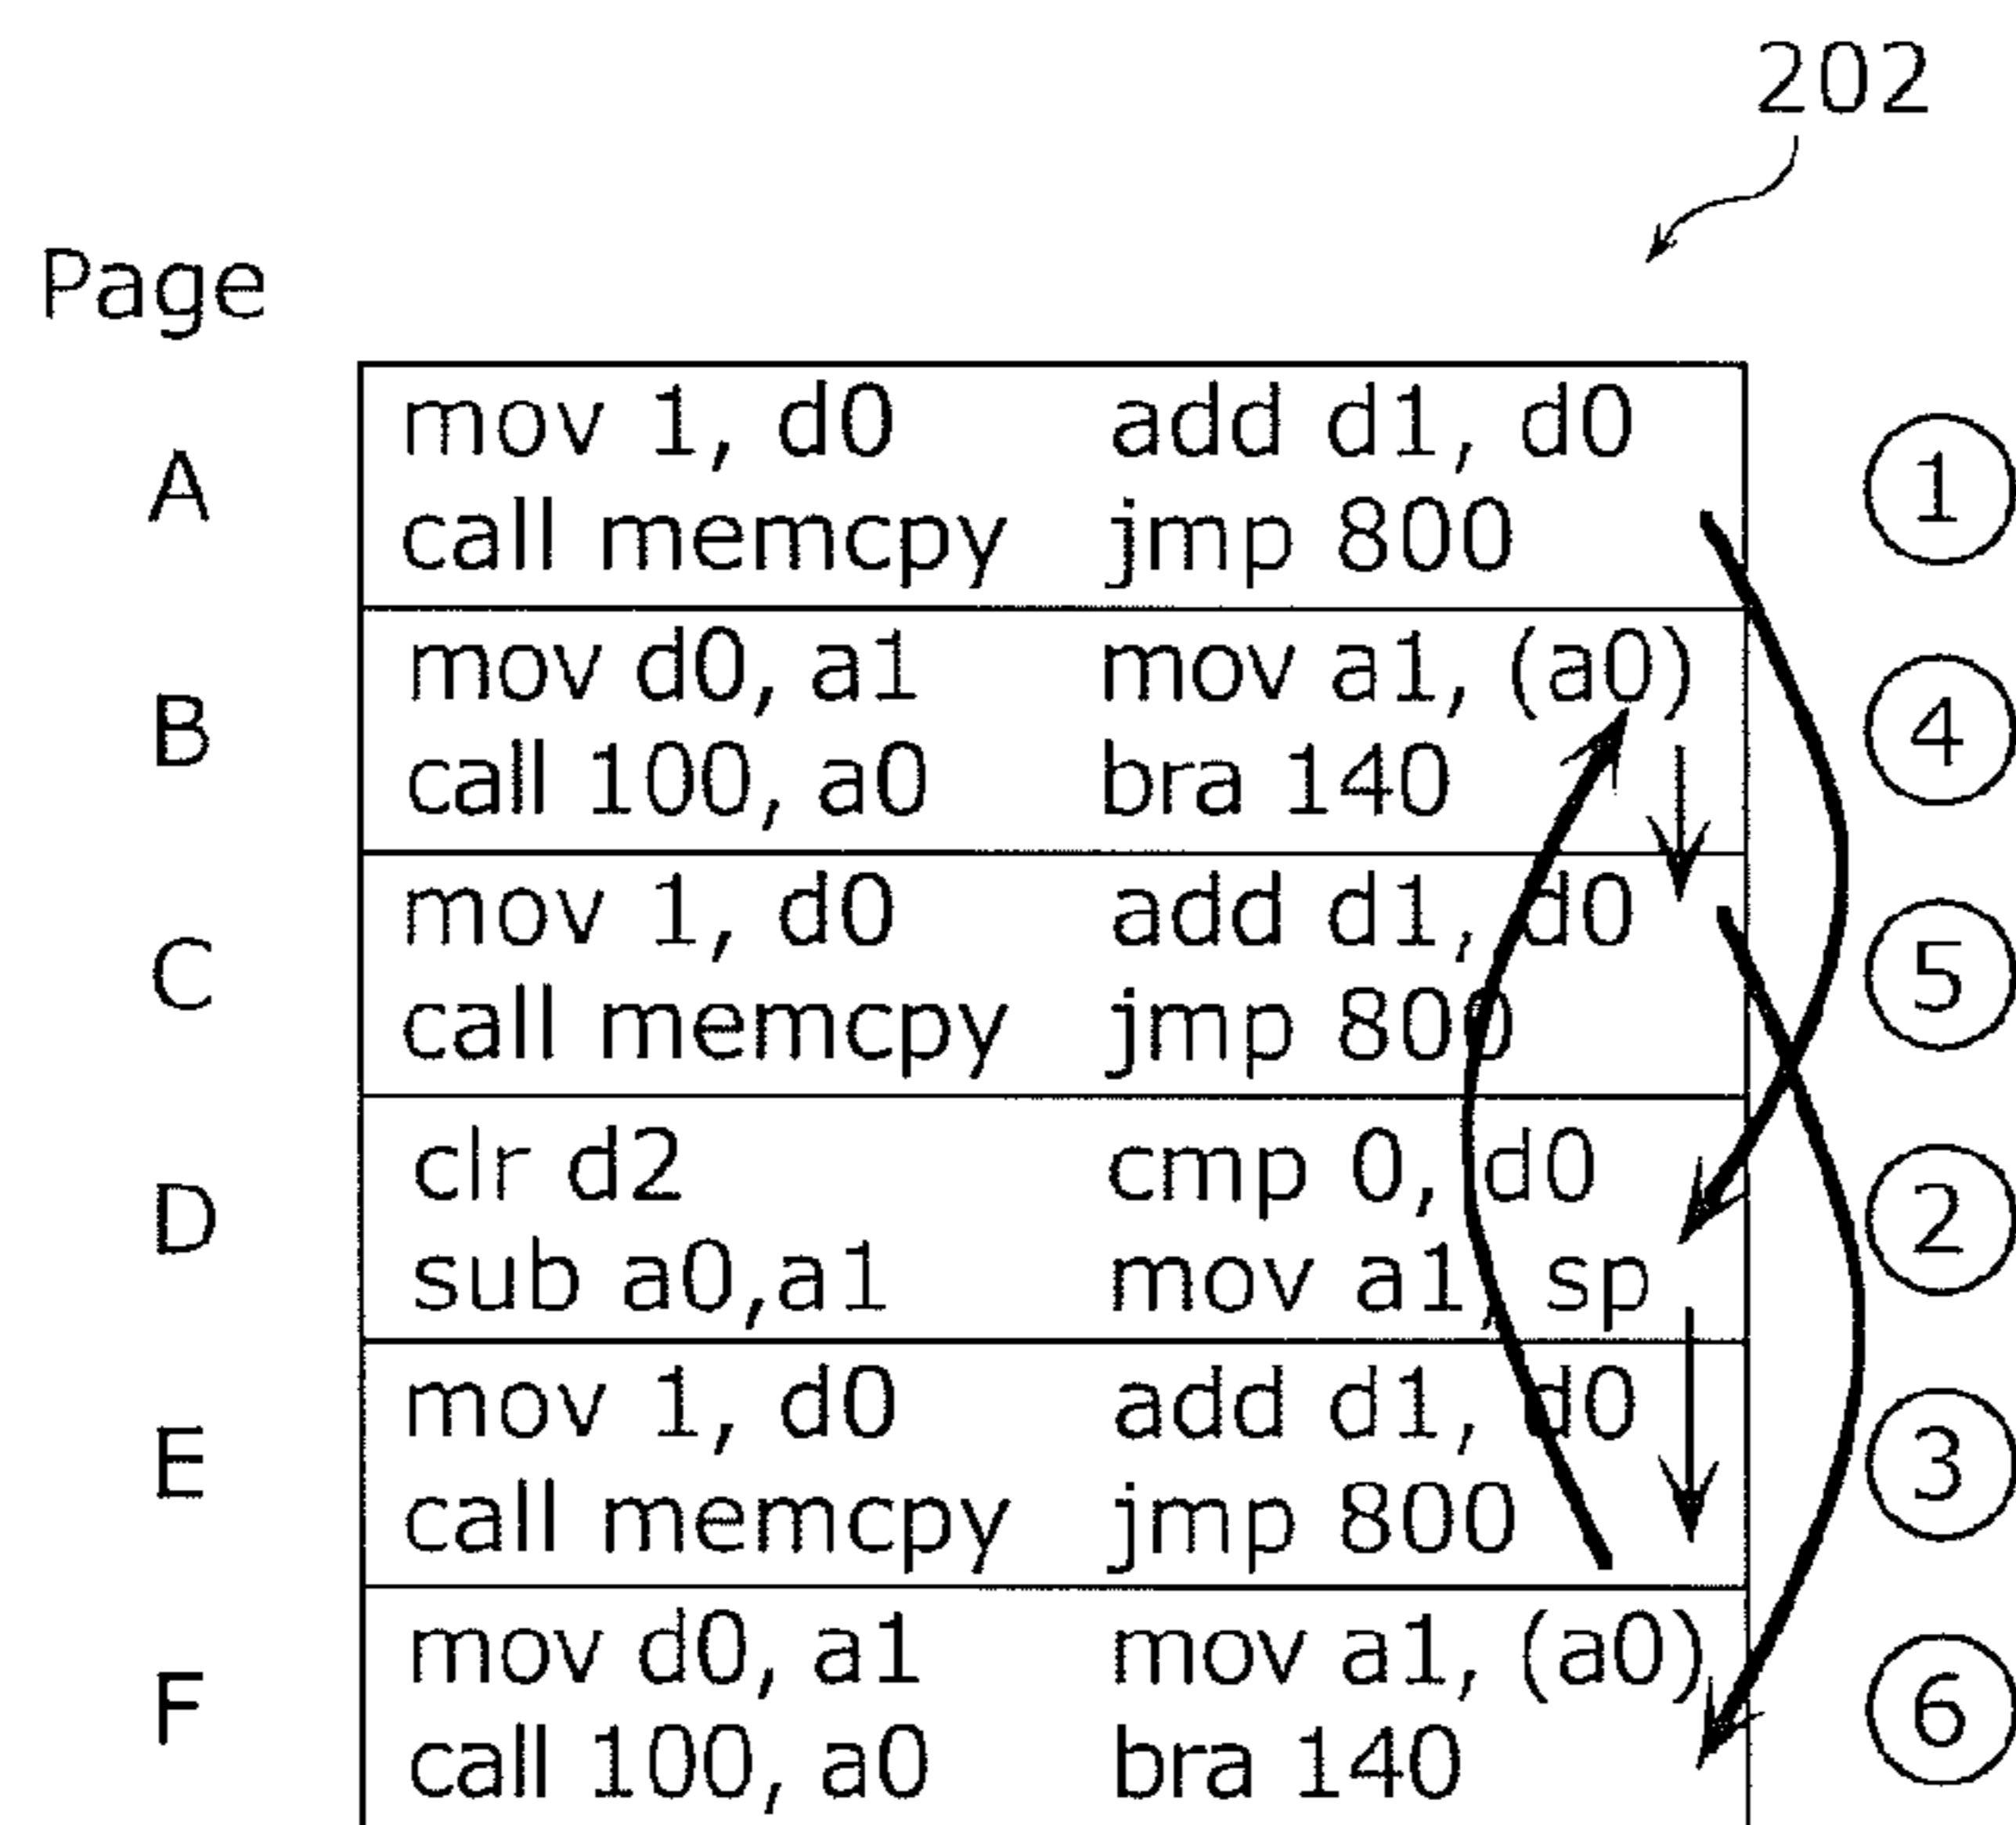 202
Page
A mov 1, d0 add d1, d0 1
call memcpy jmp 800
B mov d0, a1 mov a1, (a0) 4
call 100, a0 bra 140
C mov 1, d0 add d1, d0 5
call memcpy jmp 800
D clr d2 cmp 0, d0 2
sub a0,a1 mov a1, sp
E mov 1, d0 add d1, d0 3
call memcpy jmp 800
F mov d0, a1 mov a1, (a0) 6
call 100, a0 bra 140